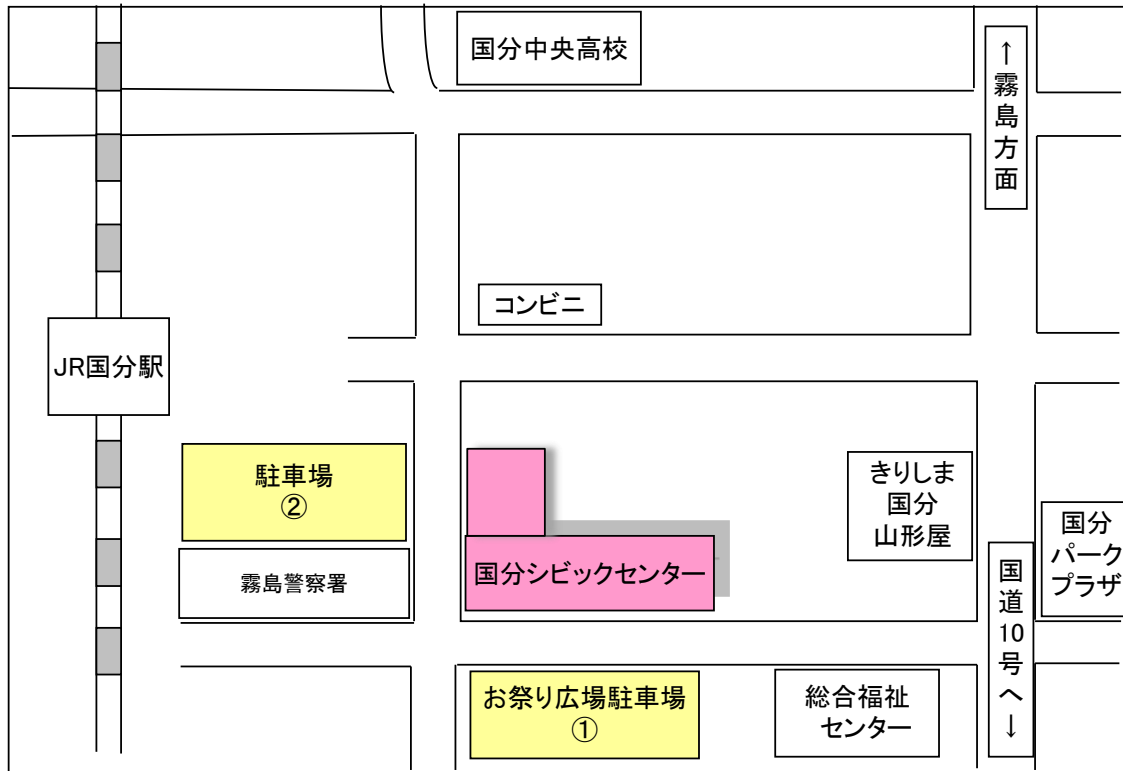 国分中央高校
↑霧島方面
コンビニ
JR国分駅
駐車場
②
きりしま
国分
山形屋
国分
パーク
プラザ
国分シビックセンター
霧島警察署
国道10号へ↓
お祭り広場駐車場
①
総合福祉
センター